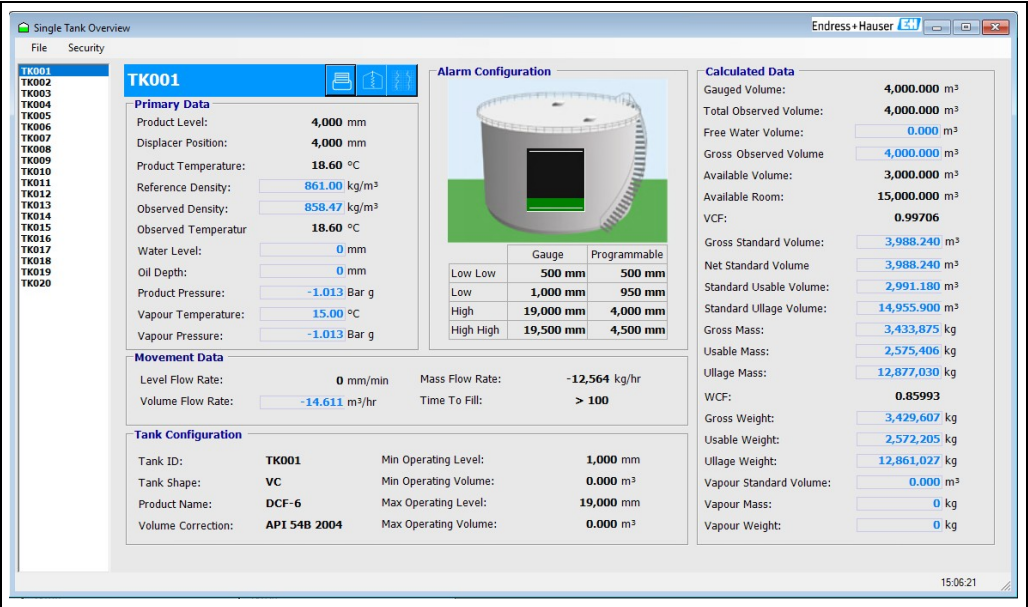 Single Tank Overview
Endress+Hauser EH
File Security
TK001
TK002
TK003
TK004
TK005
TK006
TK007
TK008
TK009
TK010
TK011
TK012
TK013
TK014
TK015
TK016
TK017
TK018
TK019
TK020
TK001
Primary Data
Product Level: 4,000 mm
Displacer Position: 4,000 mm
Product Temperature: 18.60 °C
Reference Density: 861.00 kg/m³
Observed Density: 858.47 kg/m³
Observed Temperatur 18.60 °C
Water Level: 0 mm
Oil Depth: 0 mm
Product Pressure: -1.013 Bar g
Vapour Temperature: 15.00 °C
Vapour Pressure: -1.013 Bar g
Alarm Configuration
Gauge Programmable
Low Low 500 mm 500 mm
Low 1,000 mm 950 mm
High 19,000 mm 4,000 mm
High High 19,500 mm 4,500 mm
Movement Data
Level Flow Rate: 0 mm/min Mass Flow Rate: -12,564 kg/hr
Volume Flow Rate: -14.611 m³/hr Time To Fill: > 100
Tank Configuration
Tank ID: TK001 Min Operating Level: 1,000 mm
Tank Shape: VC Min Operating Volume: 0.000 m³
Product Name: DCF-6 Max Operating Level: 19,000 mm
Volume Correction: API 54B 2004 Max Operating Volume: 0.000 m³
Calculated Data
Gauged Volume: 4,000.000 m³
Total Observed Volume: 4,000.000 m³
Free Water Volume: 0.000 m³
Gross Observed Volume 4,000.000 m³
Available Volume: 3,000.000 m³
Available Room: 15,000.000 m³
VCF: 0.99706
Gross Standard Volume: 3,988.240 m³
Net Standard Volume 3,988.240 m³
Standard Usable Volume: 2,991.180 m³
Standard Ullage Volume: 14,955.900 m³
Gross Mass: 3,433,875 kg
Usable Mass: 2,575,406 kg
Ullage Mass: 12,877,030 kg
WCF: 0.85993
Gross Weight: 3,429,607 kg
Usable Weight: 2,572,205 kg
Ullage Weight: 12,861,027 kg
Vapour Standard Volume: 0.000 m³
Vapour Mass: 0 kg
Vapour Weight: 0 kg
15:06:21